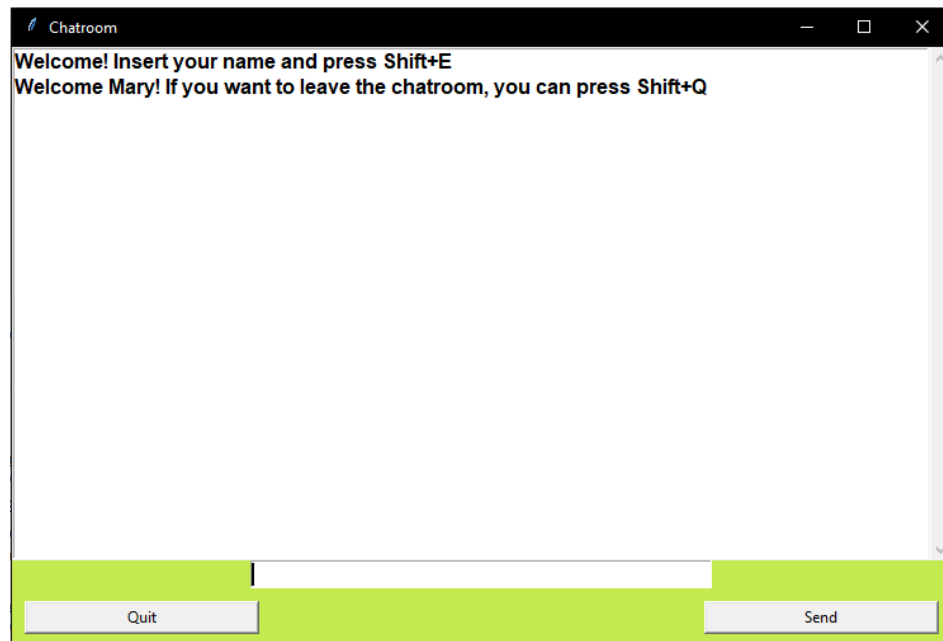 Chatroom
Welcome! Insert your name and press Shift+E
Welcome Mary! If you want to leave the chatroom, you can press Shift+Q
Quit
Send